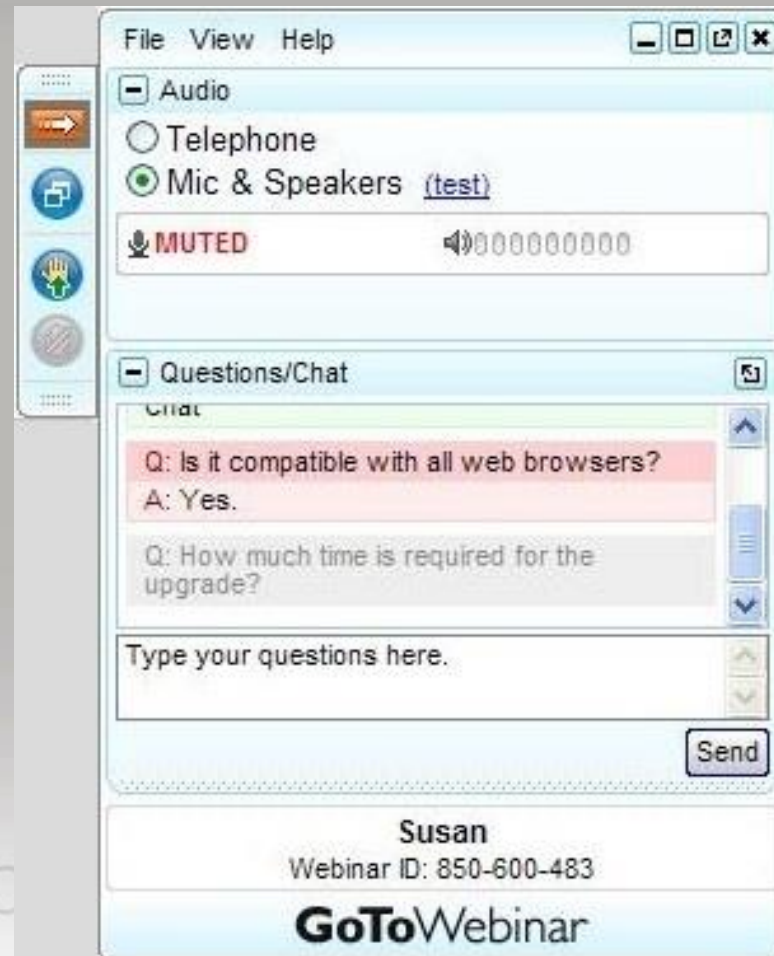 File View Help
Audio
Telephone
Mic & Speakers (test)
MUTED
Questions/Chat
Chat
Q: Is it compatible with all web browsers?
A: Yes.
Q: How much time is required for the
upgrade?
Type your questions here.
Send
Susan
Webinar ID: 850-600-483
GoToWebinar